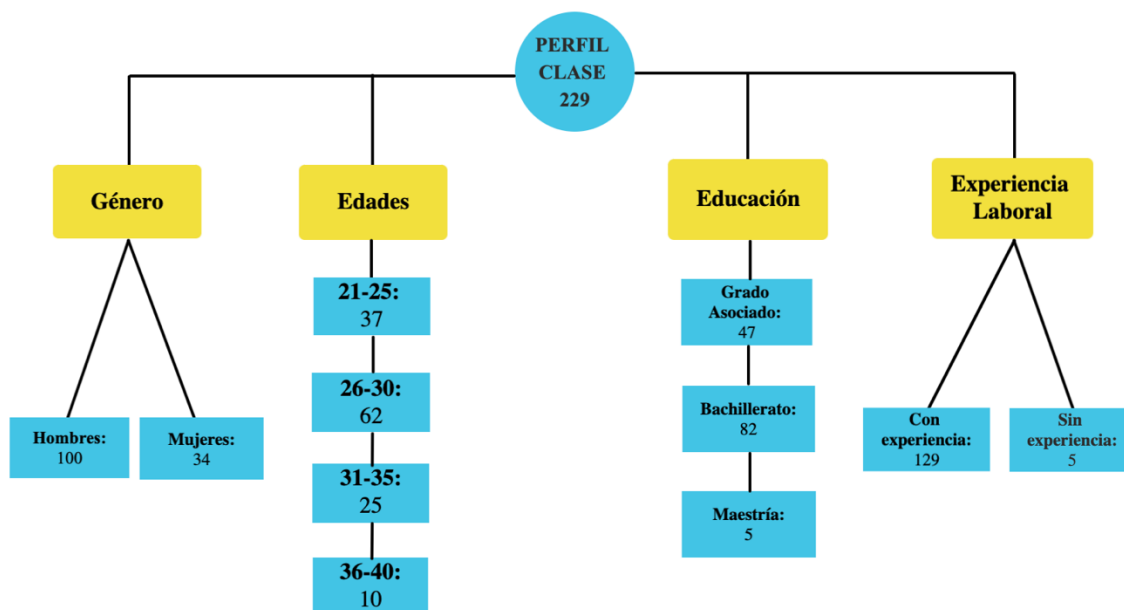 PERFIL
CLASE
229
Género
Hombres:
100
Mujeres:
34
Edades
21-25:
37
26-30:
62
31-35:
25
36-40:
10
Educación
Grado
Asociado:
47
Bachillerato:
82
Maestría:
5
Experiencia
Laboral
Con
experiencia:
129
Sin
experiencia:
5